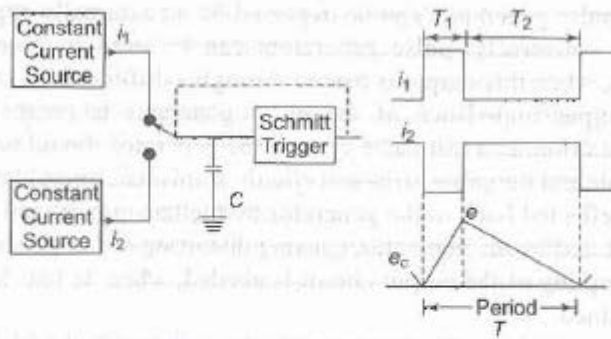 Constant
Current
Source
i1
Constant
Current
Source
i2
Schmitt
Trigger
C
T1
T2
i1
i2
e
ec
Period
T